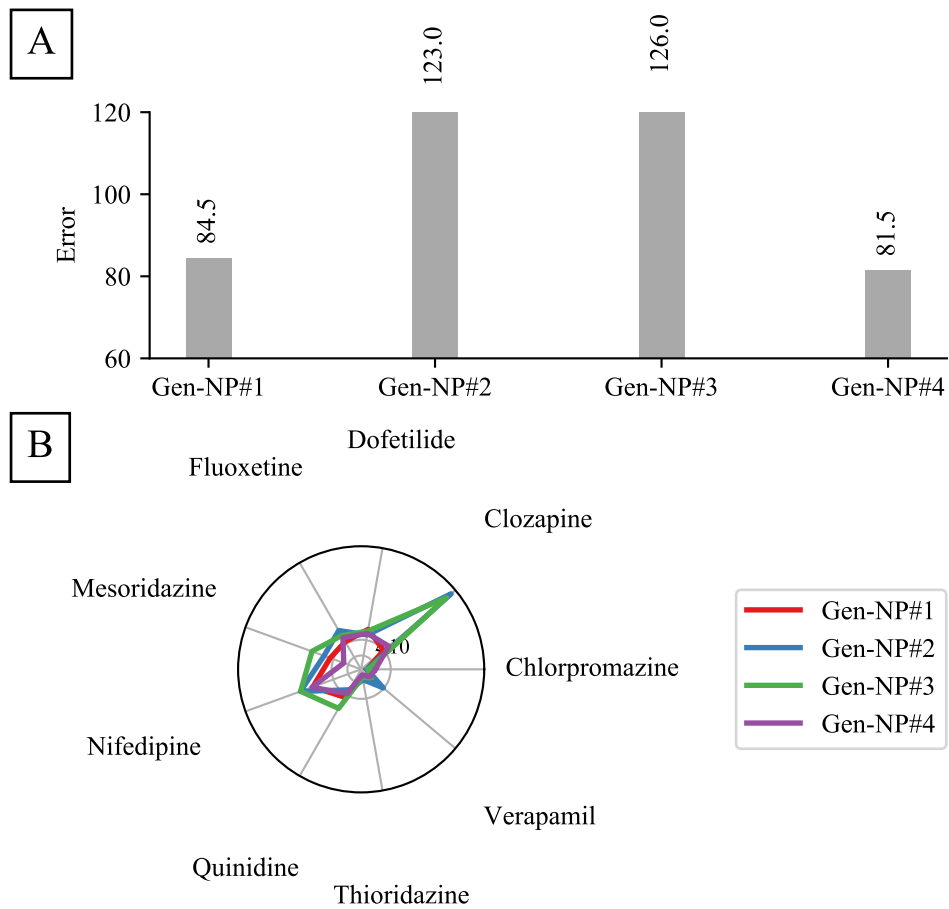 A
123.0
126.0
84.5
81.5
120
100
80
60
Error
Gen-NP#1
Gen-NP#2
Gen-NP#3
Gen-NP#4
B
Dofetilide
Fluoxetine
Clozapine
Mesoridazine
10
Chlorpromazine
Nifedipine
Verapamil
Quinidine
Thioridazine
Gen-NP#1
Gen-NP#2
Gen-NP#3
Gen-NP#4